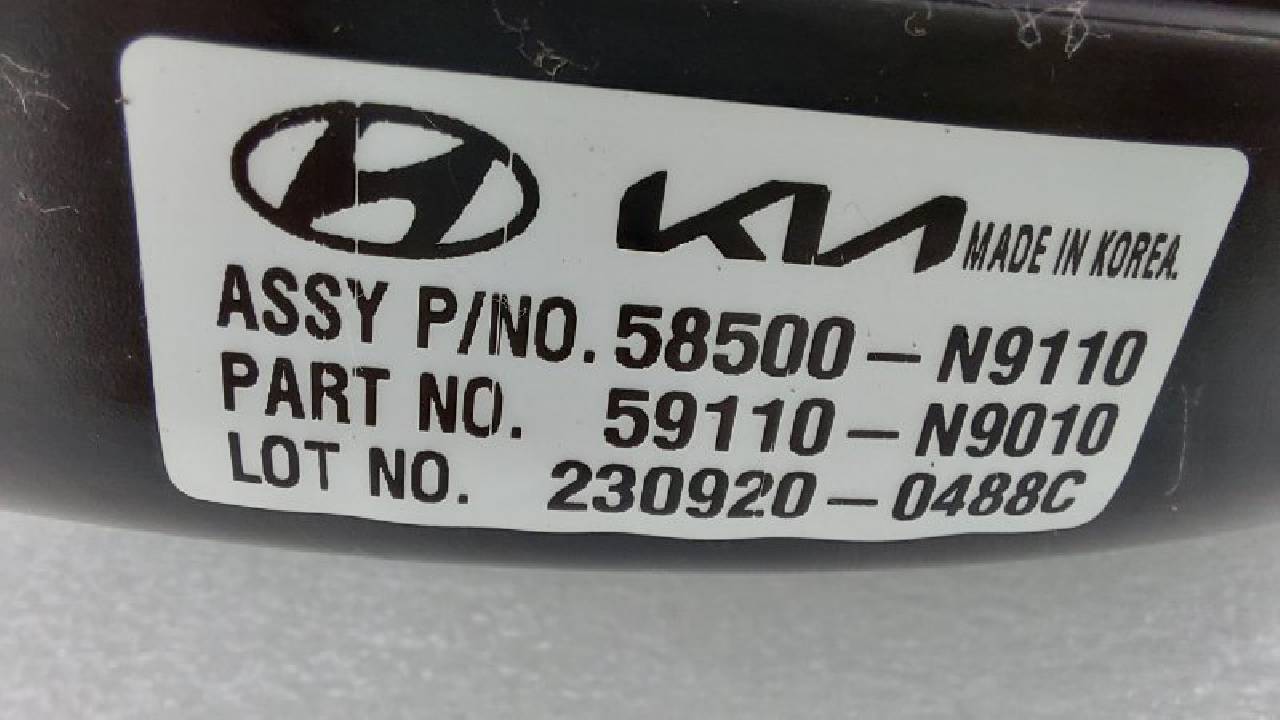 KIA MADE IN KOREA.
ASSY P/NO. 58500-N9110
PART NO. 59110-N9010
LOT NO. 230920-0488C